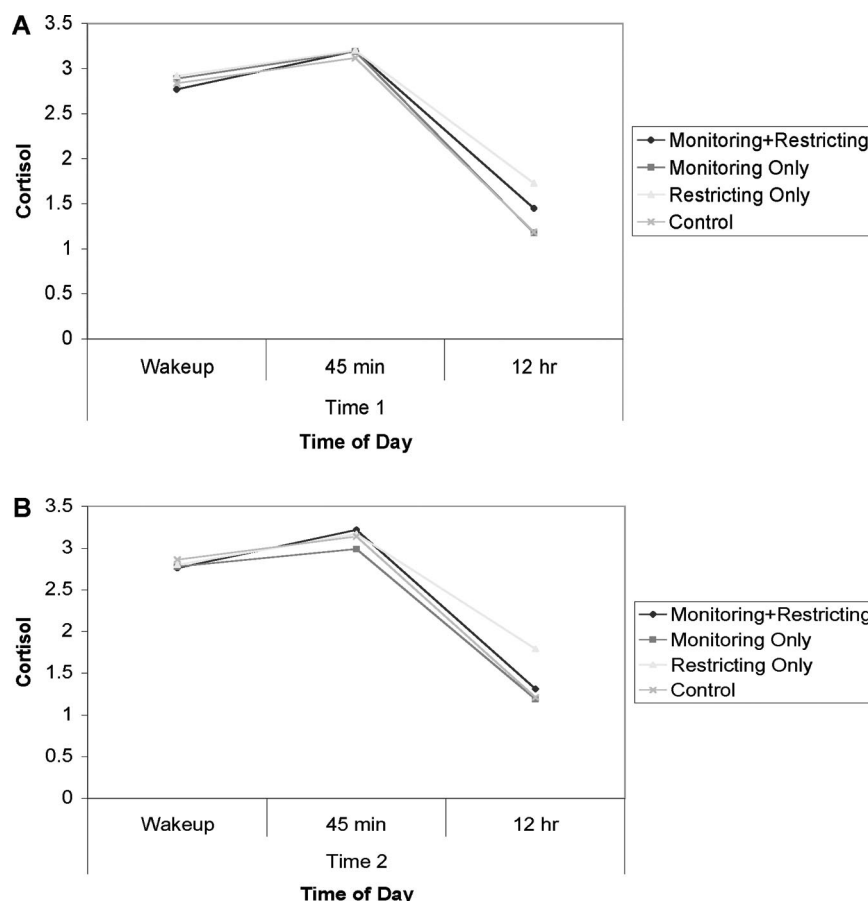 A
3.5
3
2.5
2
1.5
1
0.5
0
Cortisol
Wakeup 45 min 12 hr
Time 1
Time of Day
Monitoring+Restricting
Monitoring Only
Restricting Only
Control
B
3.5
3
2.5
2
1.5
1
0.5
0
Cortisol
Wakeup 45 min 12 hr
Time 2
Time of Day
Monitoring+Restricting
Monitoring Only
Restricting Only
Control